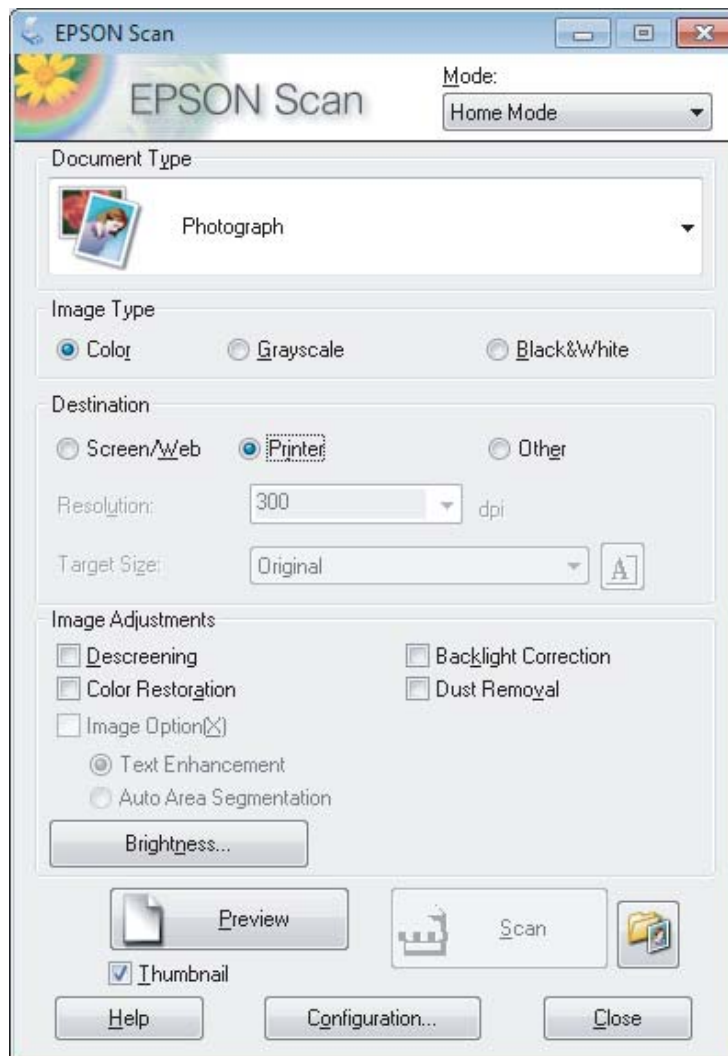 EPSON Scan
EPSON Scan
Mode:
Home Mode
Document Type
Photograph
Image Type
Color Grayscale Black&White
Destination
Screen/Web Printer Other
Resolution: 300 dpi
Target Size: Original A
Image Adjustments
Descreening Backlight Correction
Color Restoration Dust Removal
Image Option(X)
Text Enhancement
Auto Area Segmentation
Brightness...
Preview Scan
Thumbnail
Help Configuration... Close